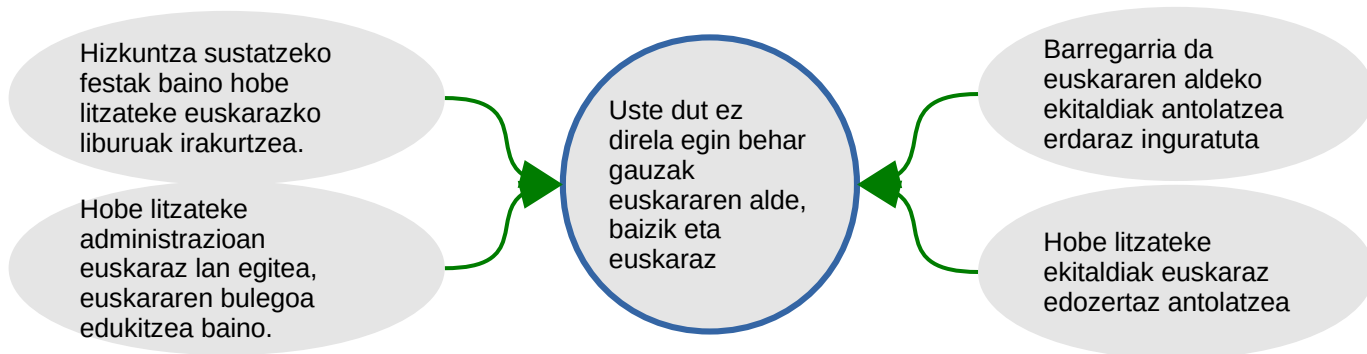 Hizkuntza sustatzeko
festak baino hobe
litzateke euskarazko
liburuak irakurtzea.
Hobe litzateke
administrazioan
euskaraz lan egitea,
euskararen bulegoa
edukitzea baino.
Uste dut ez
direla egin behar
gauzak
euskararen alde,
baizik eta
euskaraz
Barregarria da
euskararen aldeko
ekitaldiak antolatzea
erdaraz inguratuta
Hobe litzateke
ekitaldiak euskaraz
edozertaz antolatzea